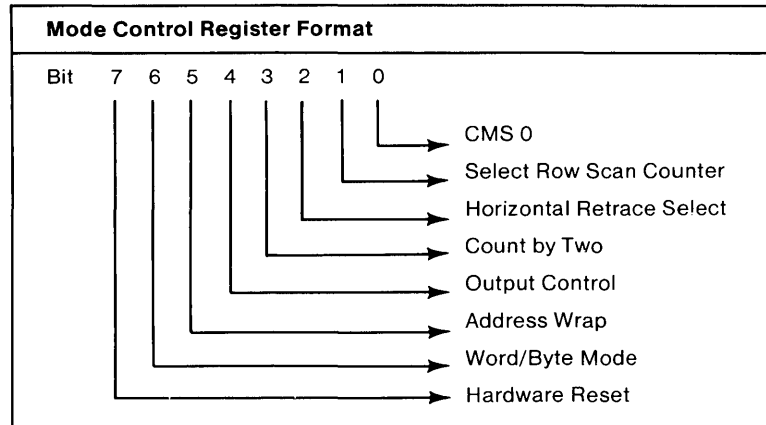 Mode Control Register Format
Bit 7 6 5 4 3 2 1 0
CMS 0
Select Row Scan Counter
Horizontal Retrace Select
Count by Two
Output Control
Address Wrap
Word/Byte Mode
Hardware Reset